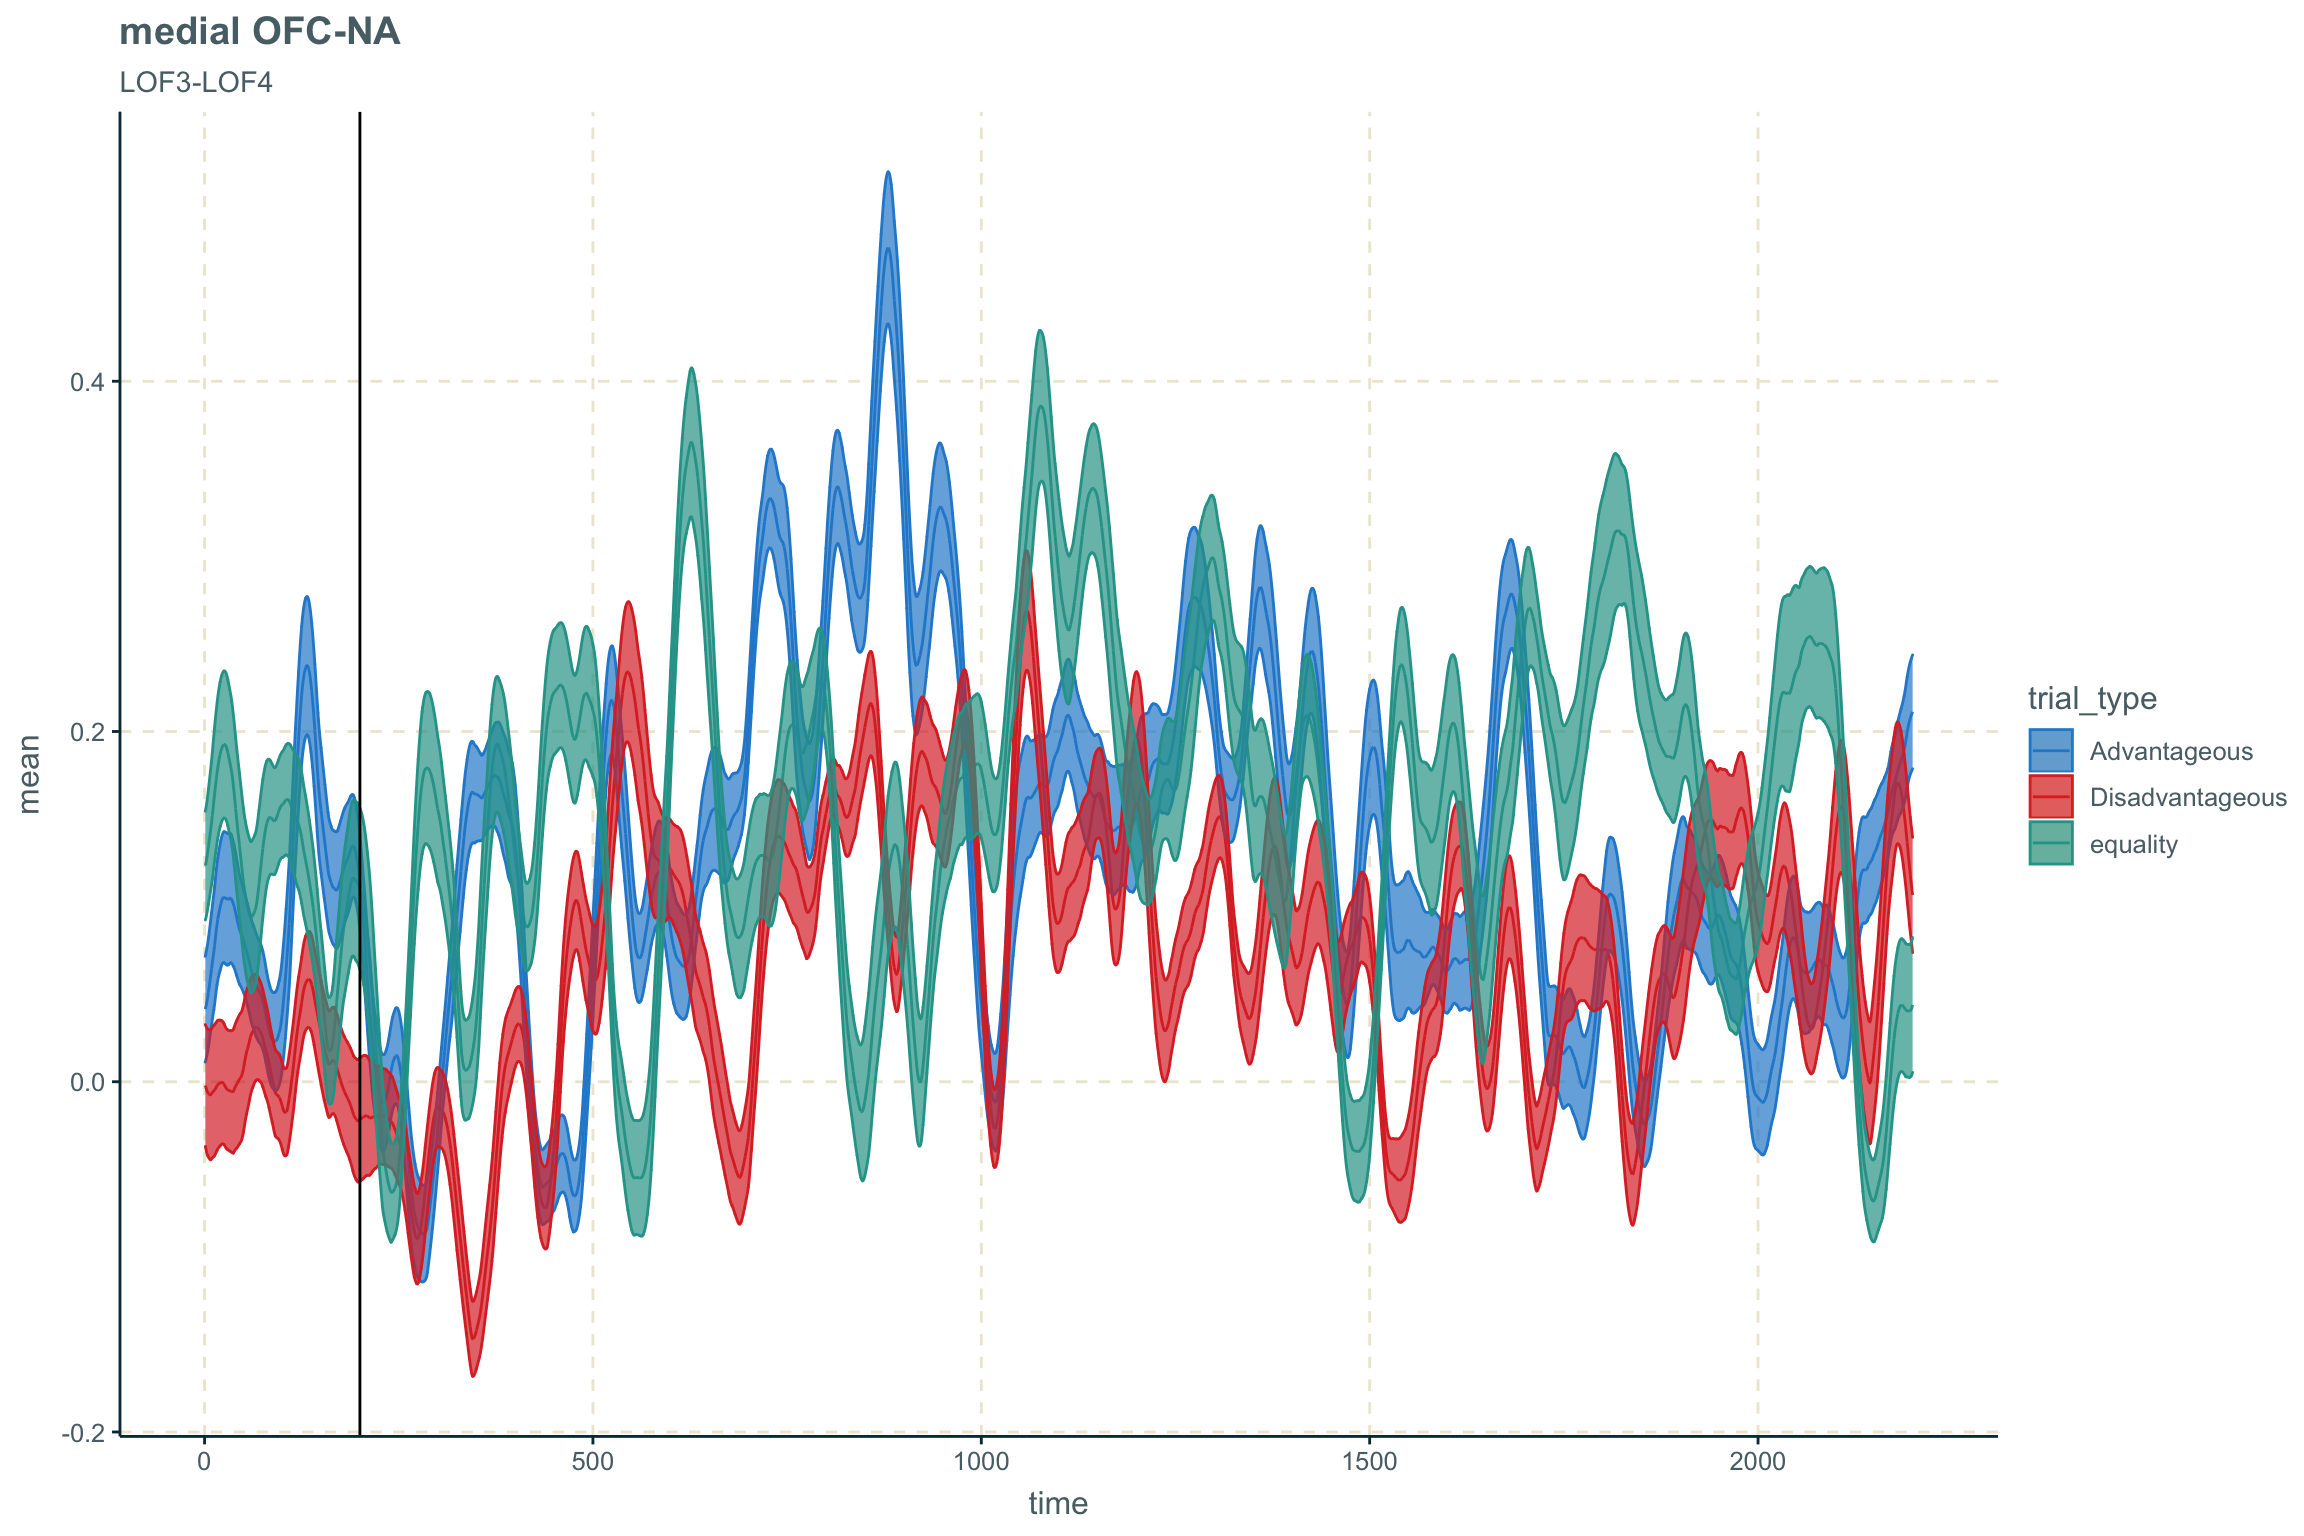 medial OFC-NA
LOF3-LOF4
mean
0.4
0.2
0.0
-0.2
0 500 1000 1500 2000
time
trial_type
Advantageous
Disadvantageous
equality